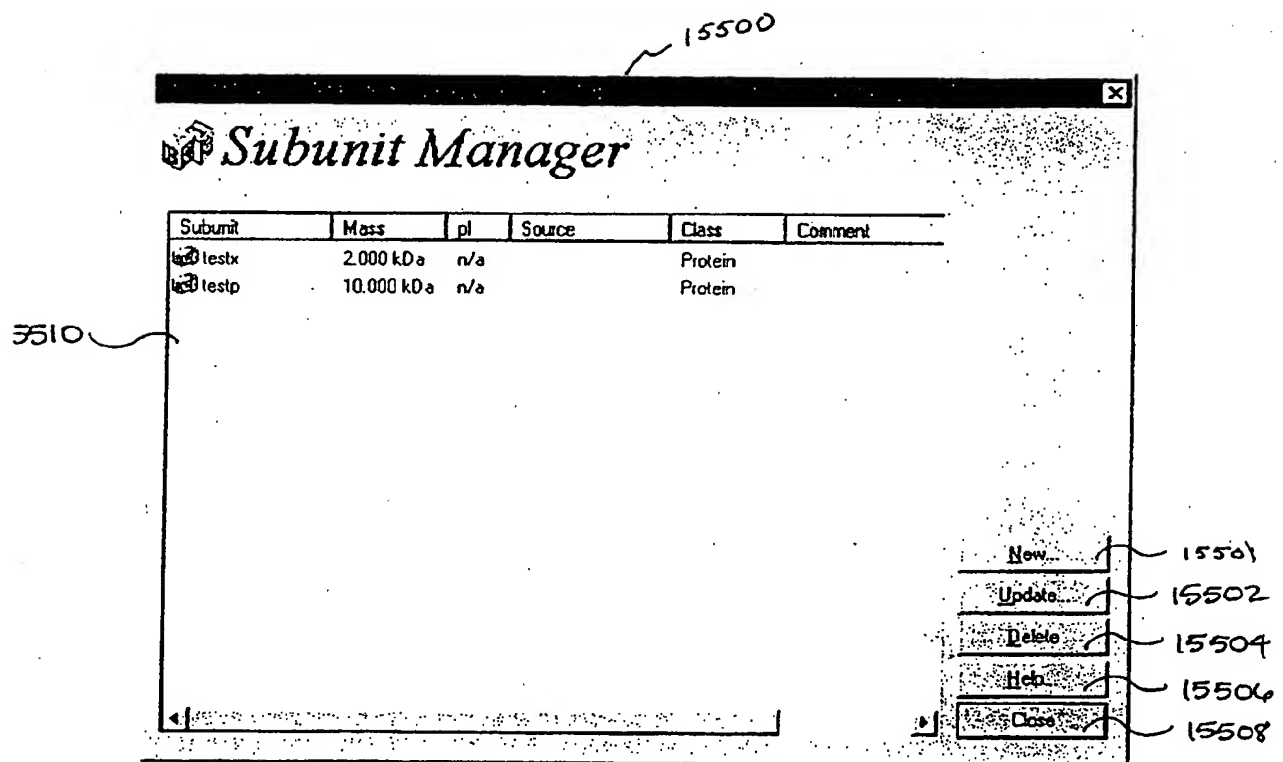 15500
Subunit Manager
Subunit Mass pI Source Class Comment
testx 2.000 kDa n/a Protein
testp 10.000 kDa n/a Protein
5510
New... 15501
Update... 15502
Delete 15504
Help... 15506
Close 15508